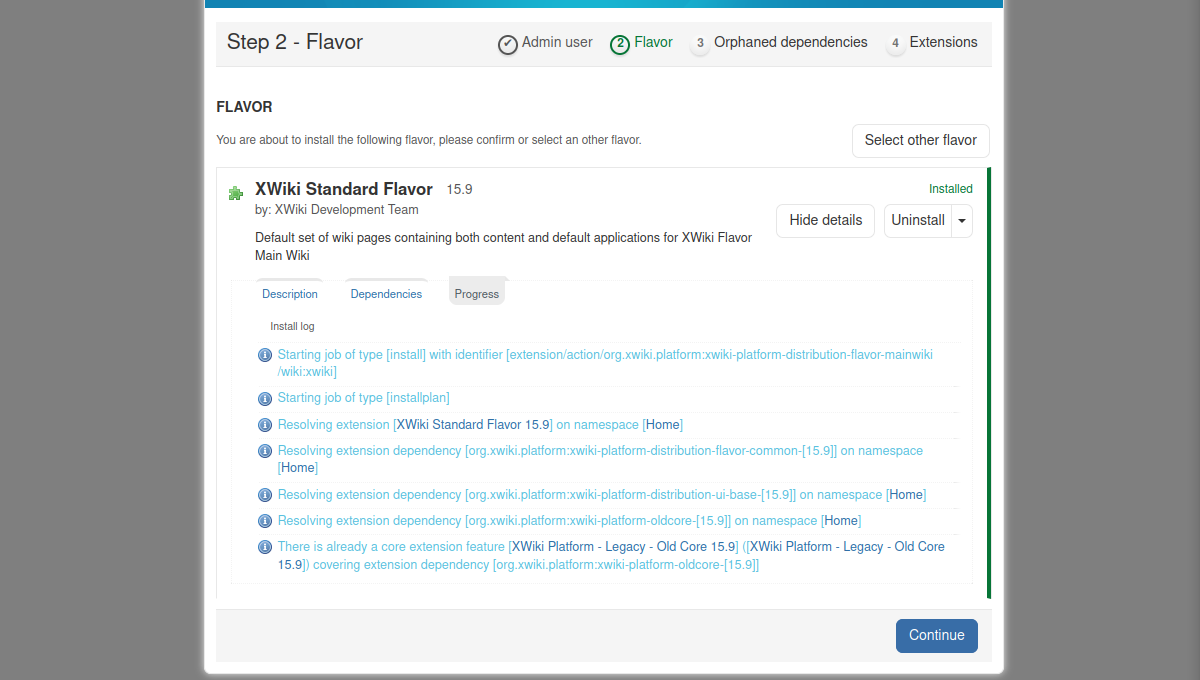 Step 2 - Flavor
Admin user
2 Flavor
3 Orphaned dependencies
4 Extensions
FLAVOR
You are about to install the following flavor, please confirm or select an other flavor.
Select other flavor
XWiki Standard Flavor 15.9
Installed
by: XWiki Development Team
Hide details
Uninstall
Default set of wiki pages containing both content and default applications for XWiki Flavor
Main Wiki
Description
Dependencies
Progress
Install log
Starting job of type [install] with identifier [extension/action/org.xwiki.platform:xwiki-platform-distribution-flavor-mainwiki
/wiki:xwiki]
Starting job of type [installplan]
Resolving extension [XWiki Standard Flavor 15.9] on namespace [Home]
Resolving extension dependency [org.xwiki.platform:xwiki-platform-distribution-flavor-common-[15.9]] on namespace
[Home]
Resolving extension dependency [org.xwiki.platform:xwiki-platform-distribution-ui-base-[15.9]] on namespace [Home]
Resolving extension dependency [org.xwiki.platform:xwiki-platform-oldcore-[15.9]] on namespace [Home]
There is already a core extension feature [XWiki Platform - Legacy - Old Core 15.9] ([XWiki Platform - Legacy - Old Core
15.9]) covering extension dependency [org.xwiki.platform:xwiki-platform-oldcore-[15.9]]
Continue